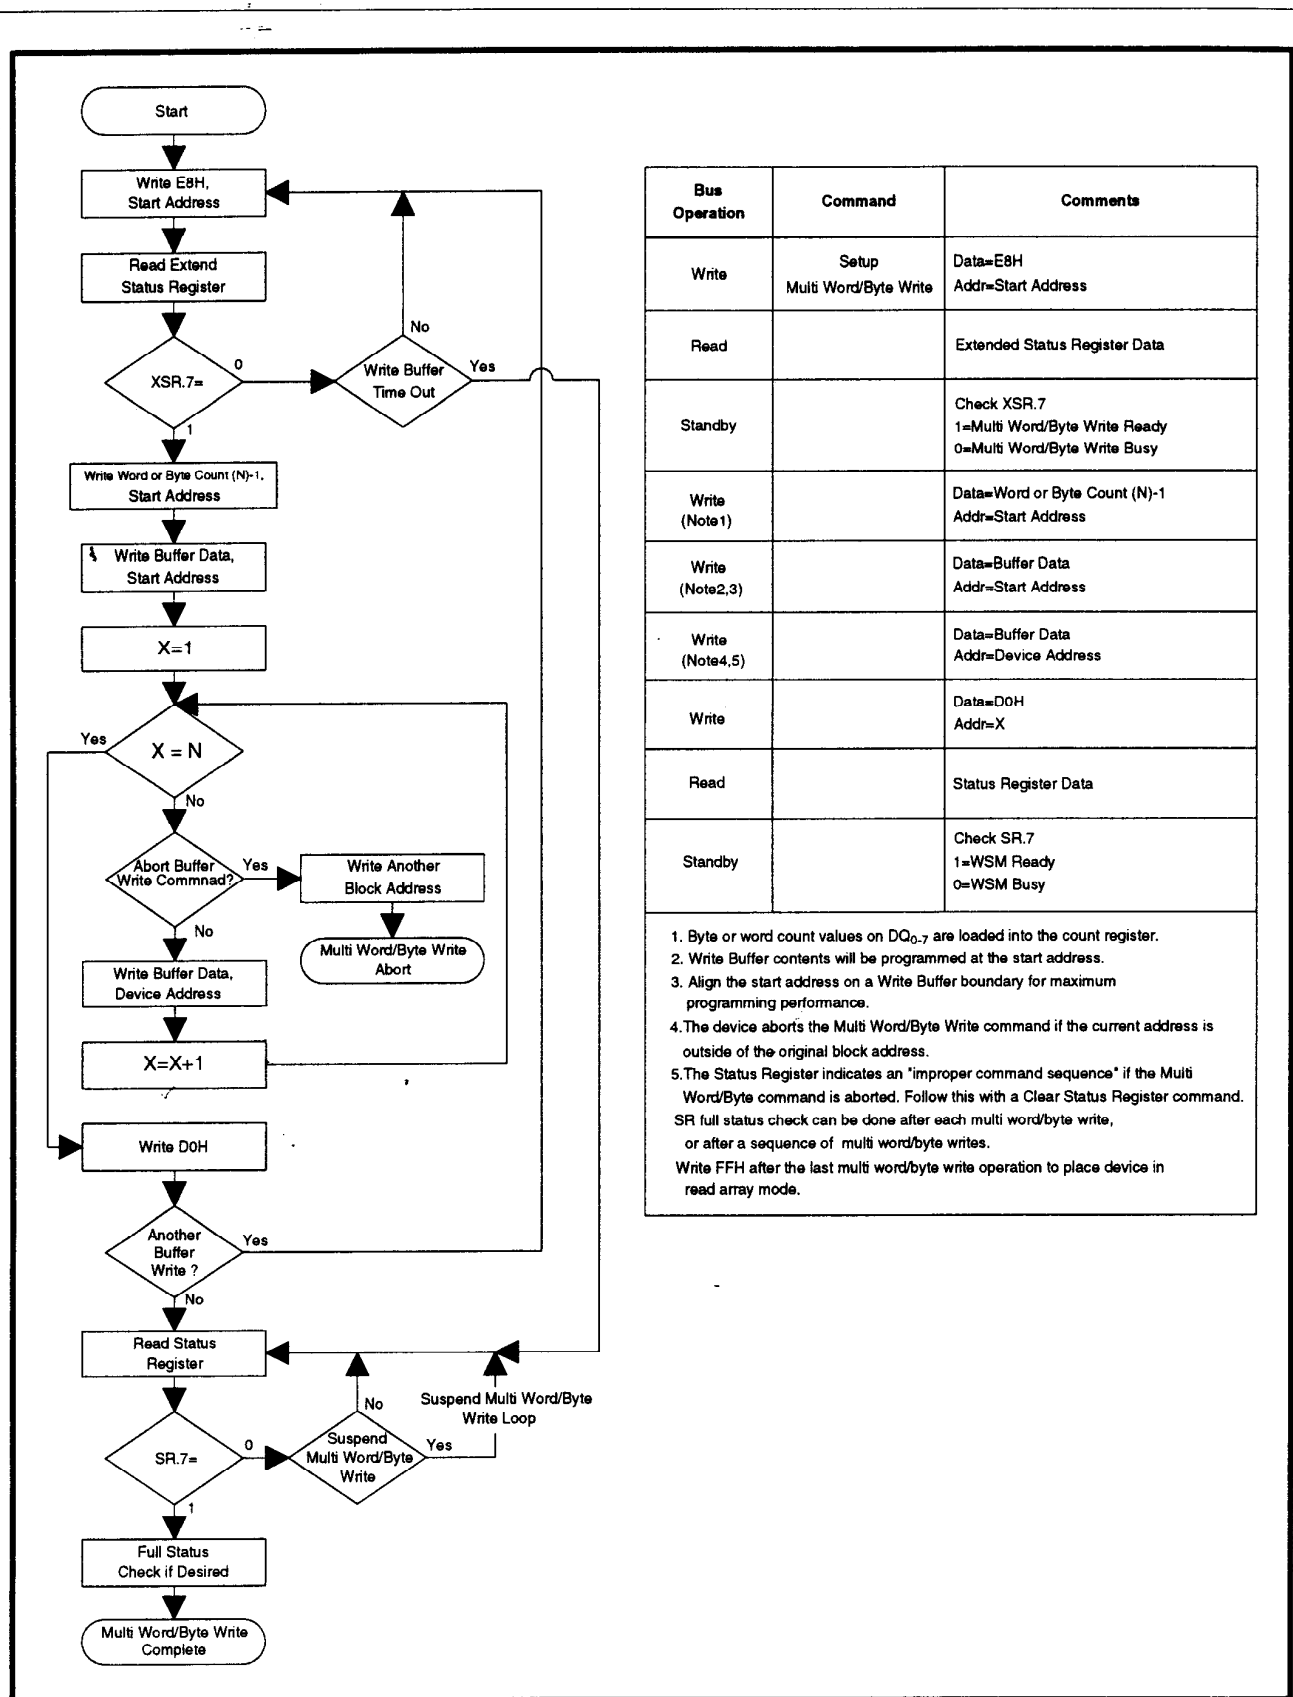 Start
Write E8H,
Start Address
Read Extend
Status Register
No
XSR.7=
0
Write Buffer
Time Out
Yes
1
Write Word or Byte Count (N)-1,
Start Address
Write Buffer Data,
Start Address
X=1
Yes
X = N
No
Abort Buffer
Write Commnad?
Yes
Write Another
Block Address
No
Multi Word/Byte Write
Abort
Write Buffer Data,
Device Address
X=X+1
Write D0H
Another
Buffer
Write ?
Yes
No
Read Status
Register
No
Suspend Multi Word/Byte
Write Loop
SR.7=
0
Suspend
Multi Word/Byte
Write
Yes
1
Full Status
Check if Desired
Multi Word/Byte Write
Complete
Bus
Operation
Command
Comments
Write
Setup
Multi Word/Byte Write
Data=E8H
Addr=Start Address
Read
Extended Status Register Data
Standby
Check XSR.7
1=Multi Word/Byte Write Ready
0=Multi Word/Byte Write Busy
Write
(Note1)
Data=Word or Byte Count (N)-1
Addr=Start Address
Write
(Note2,3)
Data=Buffer Data
Addr=Start Address
Write
(Note4,5)
Data=Buffer Data
Addr=Device Address
Write
Data=D0H
Addr=X
Read
Status Register Data
Standby
Check SR.7
1=WSM Ready
0=WSM Busy
1. Byte or word count values on DQ0-7 are loaded into the count register.
2. Write Buffer contents will be programmed at the start address.
3. Align the start address on a Write Buffer boundary for maximum
programming performance.
4.The device aborts the Multi Word/Byte Write command if the current address is
outside of the original block address.
5.The Status Register indicates an "improper command sequence" if the Multi
Word/Byte command is aborted. Follow this with a Clear Status Register command.
SR full status check can be done after each multi word/byte write,
or after a sequence of multi word/byte writes.
Write FFH after the last multi word/byte write operation to place device in
read array mode.